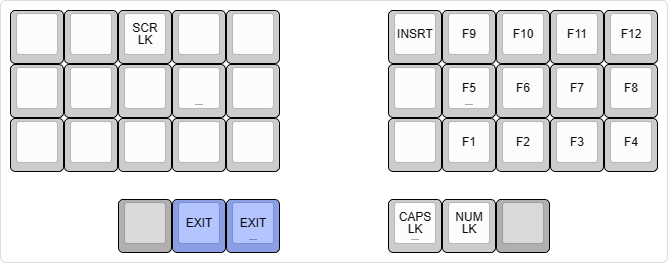 SCR
LK
INSRT
F9
F10
F11
F12
_
F5
_
F6
F7
F8
F1
F2
F3
F4
EXIT
EXIT
_
CAPS
LK
_
NUM
LK